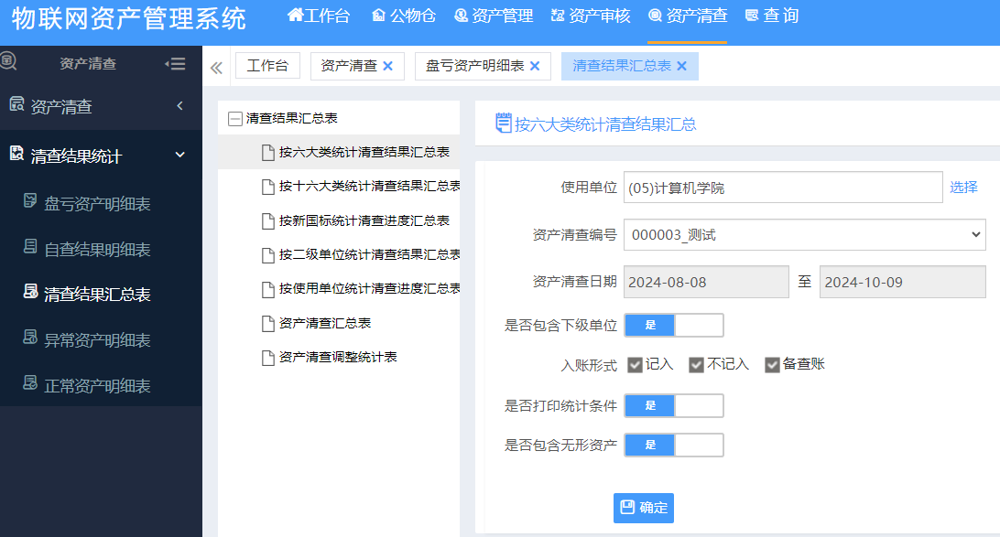 物联网资产管理系统
工作台 公物仓 资产管理 资产审核 资产清查 查 询
资产清查
资产清查
清查结果统计
盘亏资产明细表
自查结果明细表
清查结果汇总表
异常资产明细表
正常资产明细表
工作台 资产清查 盘亏资产明细表 清查结果汇总表
清查结果汇总表
按六大类统计清查结果汇总表
按十六大类统计清查结果汇总表
按新国标统计清查进度汇总表
按二级单位统计清查结果汇总表
按使用单位统计清查进度汇总表
资产清查汇总表
资产清查调整统计表
按六大类统计清查结果汇总
使用单位 (05)计算机学院 选择
资产清查编号 000003_测试
资产清查日期 2024-08-08 至 2024-10-09
是否包含下级单位 是
入账形式 记入 不记入 备查账
是否打印统计条件 是
是否包含无形资产 是
确定